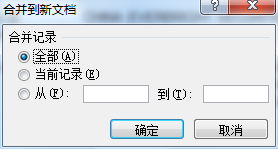 合并到新文档
合并记录
全部(A)
当前记录(E)
从(F): 到(T):
确定 取消